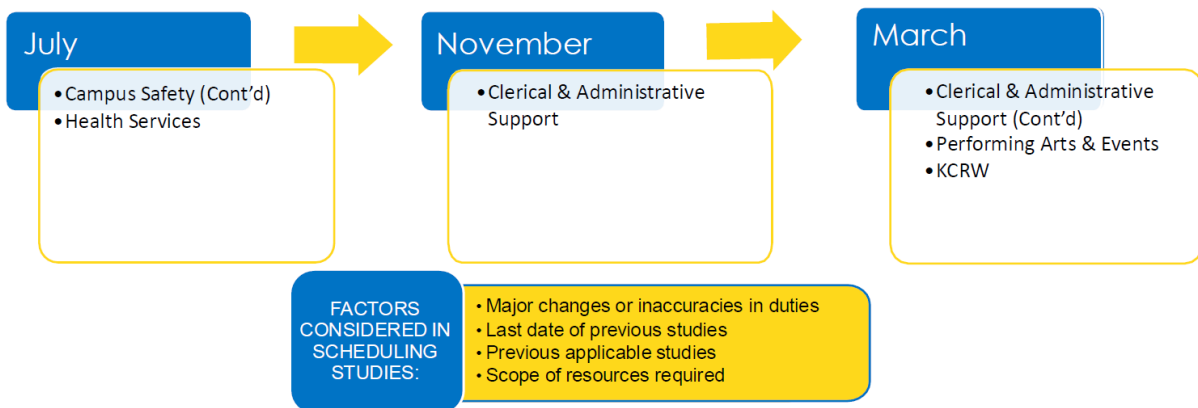 July
•Campus Safety (Cont’d)
•Health Services
November
•Clerical & Administrative
Support
March
•Clerical & Administrative
Support (Cont’d)
•Performing Arts & Events
•KCRW
FACTORS
CONSIDERED IN
SCHEDULING
STUDIES:
• Major changes or inaccuracies in duties
• Last date of previous studies
• Previous applicable studies
• Scope of resources required